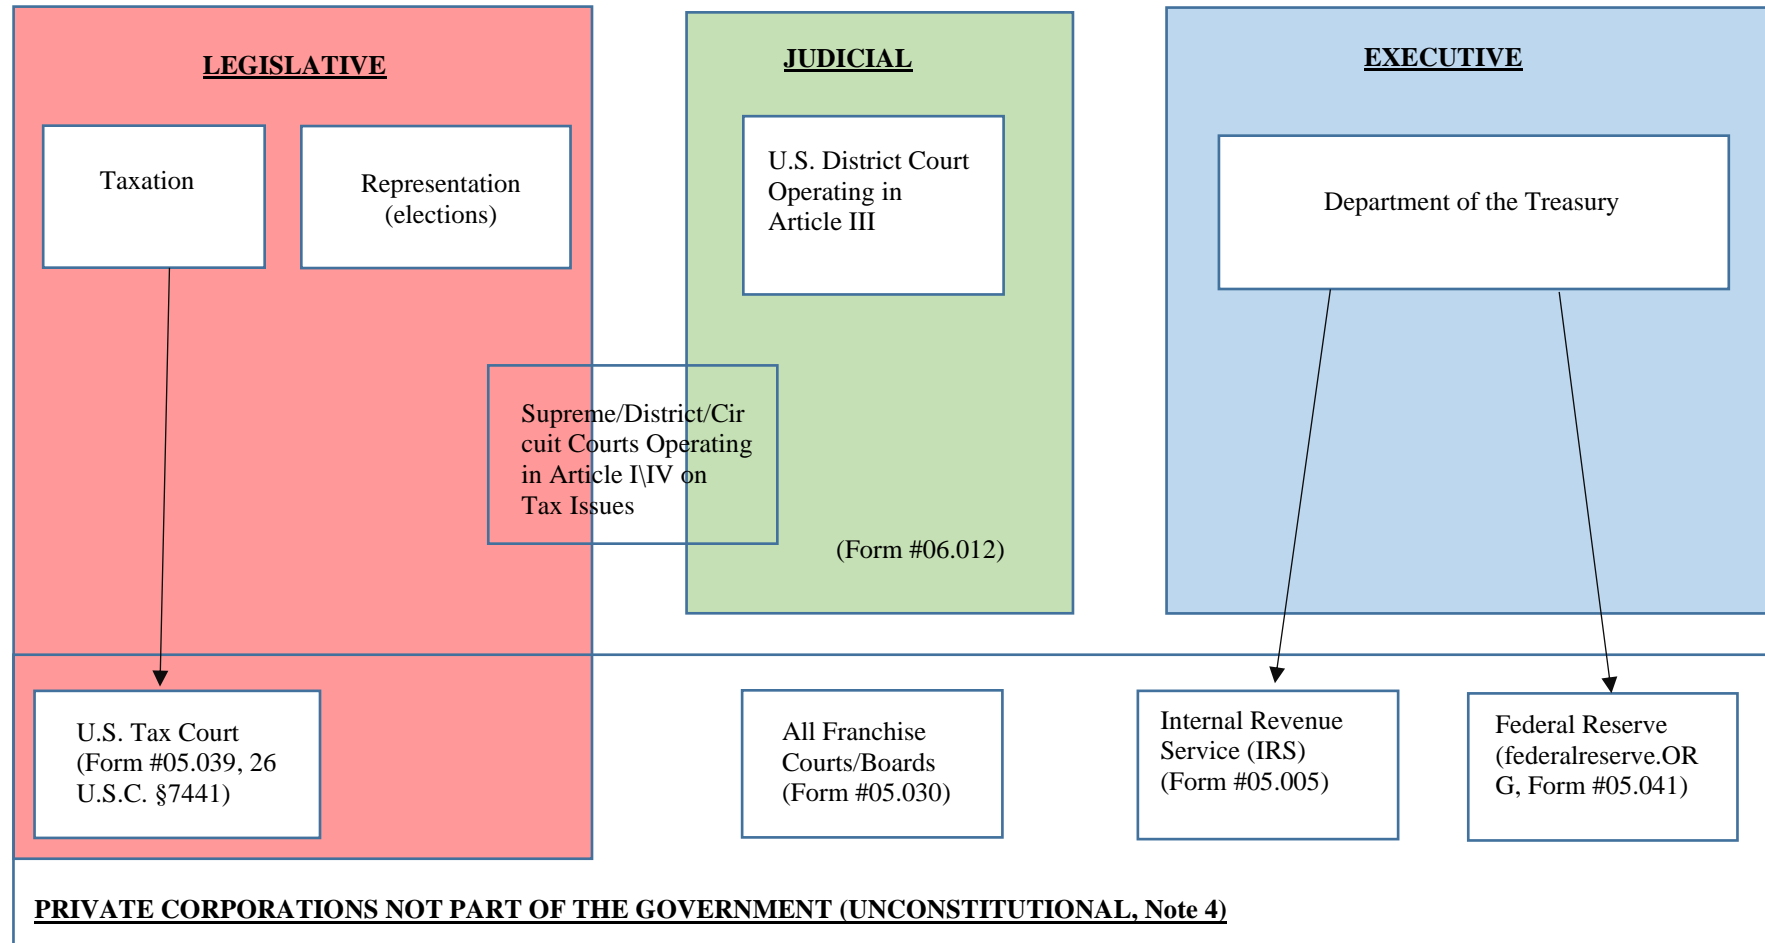 LEGISLATIVE
JUDICIAL
EXECUTIVE
Taxation
Representation
(elections)
U.S. District Court
Operating in
Article III
Department of the Treasury
Supreme/District/Cir
cuit Courts Operating
in Article I\IV on
Tax Issues
(Form #06.012)
U.S. Tax Court
(Form #05.039, 26
U.S.C. §7441)
All Franchise
Courts/Boards
(Form #05.030)
Internal Revenue
Service (IRS)
(Form #05.005)
Federal Reserve
(federalreserve.OR
G, Form #05.041)
PRIVATE CORPORATIONS NOT PART OF THE GOVERNMENT (UNCONSTITUTIONAL, Note 4)